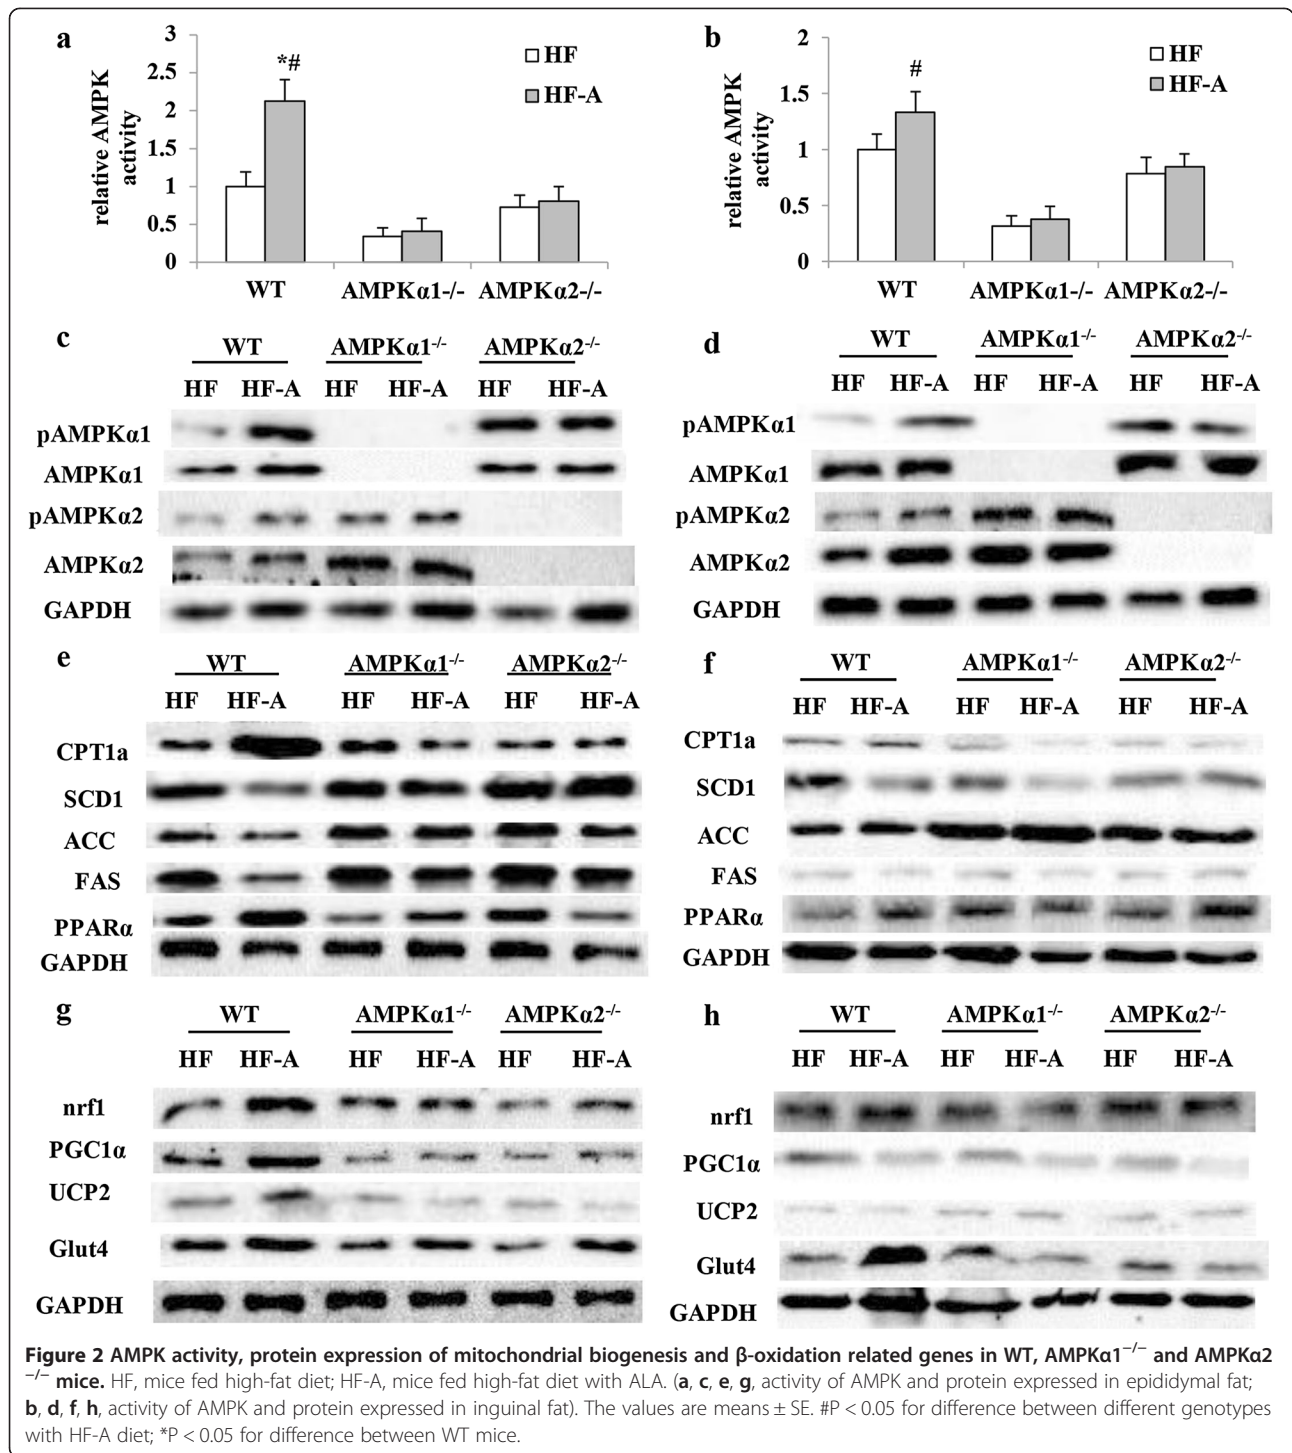 a
3
2.5
2
1.5
1
0.5
0
relative AMPK
activity
*#
HF
HF-A
WT AMPKα1-/- AMPKα2-/-
b
2
1.5
1
0.5
0
relative AMPK
activity
#
HF
HF-A
WT AMPKα1-/- AMPKα2-/-
c
WT AMPKα1-/- AMPKα2-/-
HF HF-A HF HF-A HF HF-A
pAMPKα1
AMPKα1
pAMPKα2
AMPKα2
GAPDH
d
WT AMPKα1-/- AMPKα2-/-
HF HF-A HF HF-A HF HF-A
pAMPKα1
AMPKα1
pAMPKα2
AMPKα2
GAPDH
e
WT AMPKα1-/- AMPKα2-/-
HF HF-A HF HF-A HF HF-A
CPT1a
SCD1
ACC
FAS
PPARα
GAPDH
f
WT AMPKα1-/- AMPKα2-/-
HF HF-A HF HF-A HF HF-A
CPT1a
SCD1
ACC
FAS
PPARα
GAPDH
g
WT AMPKα1-/- AMPKα2-/-
HF HF-A HF HF-A HF HF-A
nrf1
PGC1α
UCP2
Glut4
GAPDH
h
WT AMPKα1-/- AMPKα2-/-
HF HF-A HF HF-A HF HF-A
nrf1
PGC1α
UCP2
Glut4
GAPDH
Figure 2 AMPK activity, protein expression of mitochondrial biogenesis and β-oxidation related genes in WT, AMPKα1−/− and AMPKα2
−/− mice. HF, mice fed high-fat diet; HF-A, mice fed high-fat diet with ALA. (a, c, e, g, activity of AMPK and protein expressed in epididymal fat;
b, d, f, h, activity of AMPK and protein expressed in inguinal fat). The values are means ± SE. #P < 0.05 for difference between different genotypes
with HF-A diet; *P < 0.05 for difference between WT mice.